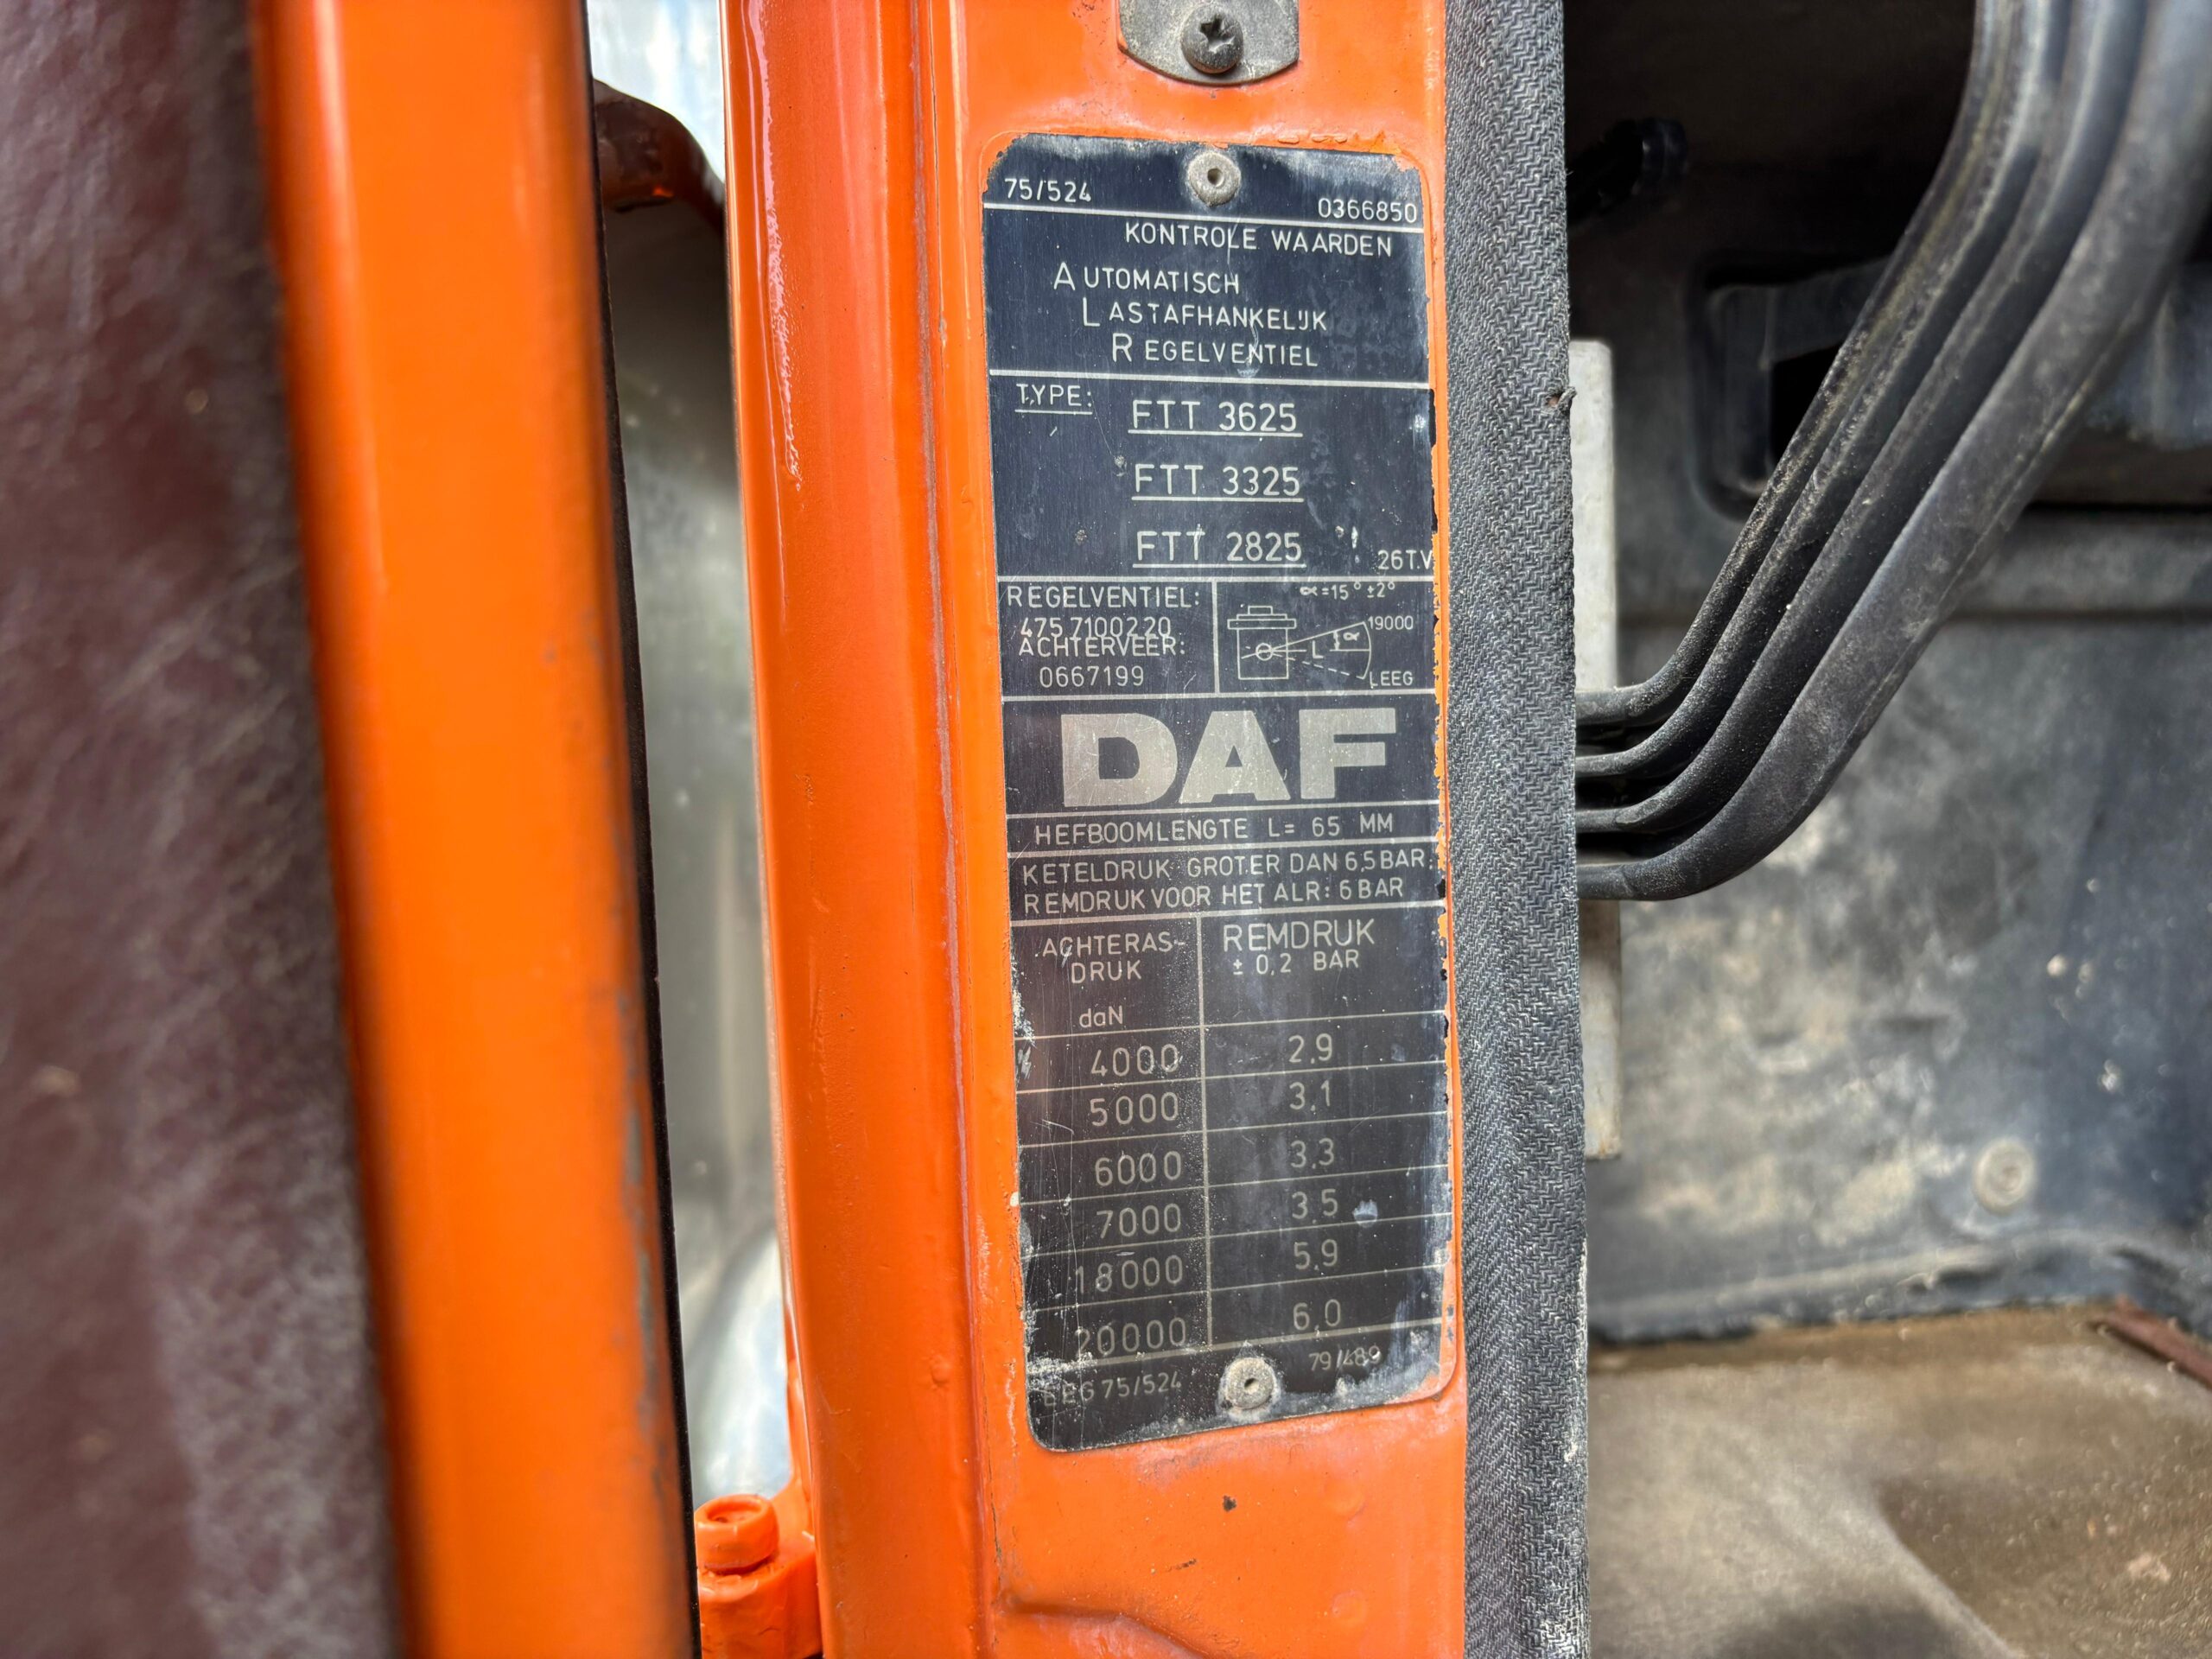 75/524 0366850
KONTROLE WAARDEN
AUTOMATISCH
LASTAFHANKELIJK
REGELVENTIEL
TYPE: FTT 3625
FTT 3325
FTT 2825 26T.V
REGELVENTIEL:
475 7100220
ACHTERVEER:
0667199
α=15° ±2°
19000
α
L
LEEG
DAF
HEFBOOMLENGTE L= 65 MM
KETELDRUK: GROTER DAN 6,5 BAR.
REMDRUK VOOR HET ALR: 6 BAR
ACHTERAS- REMDRUK
DRUK ± 0,2 BAR
daN
4000 2.9
5000 3.1
6000 3.3
7000 3.5
18000 5.9
20000 6.0
75/524 79/489